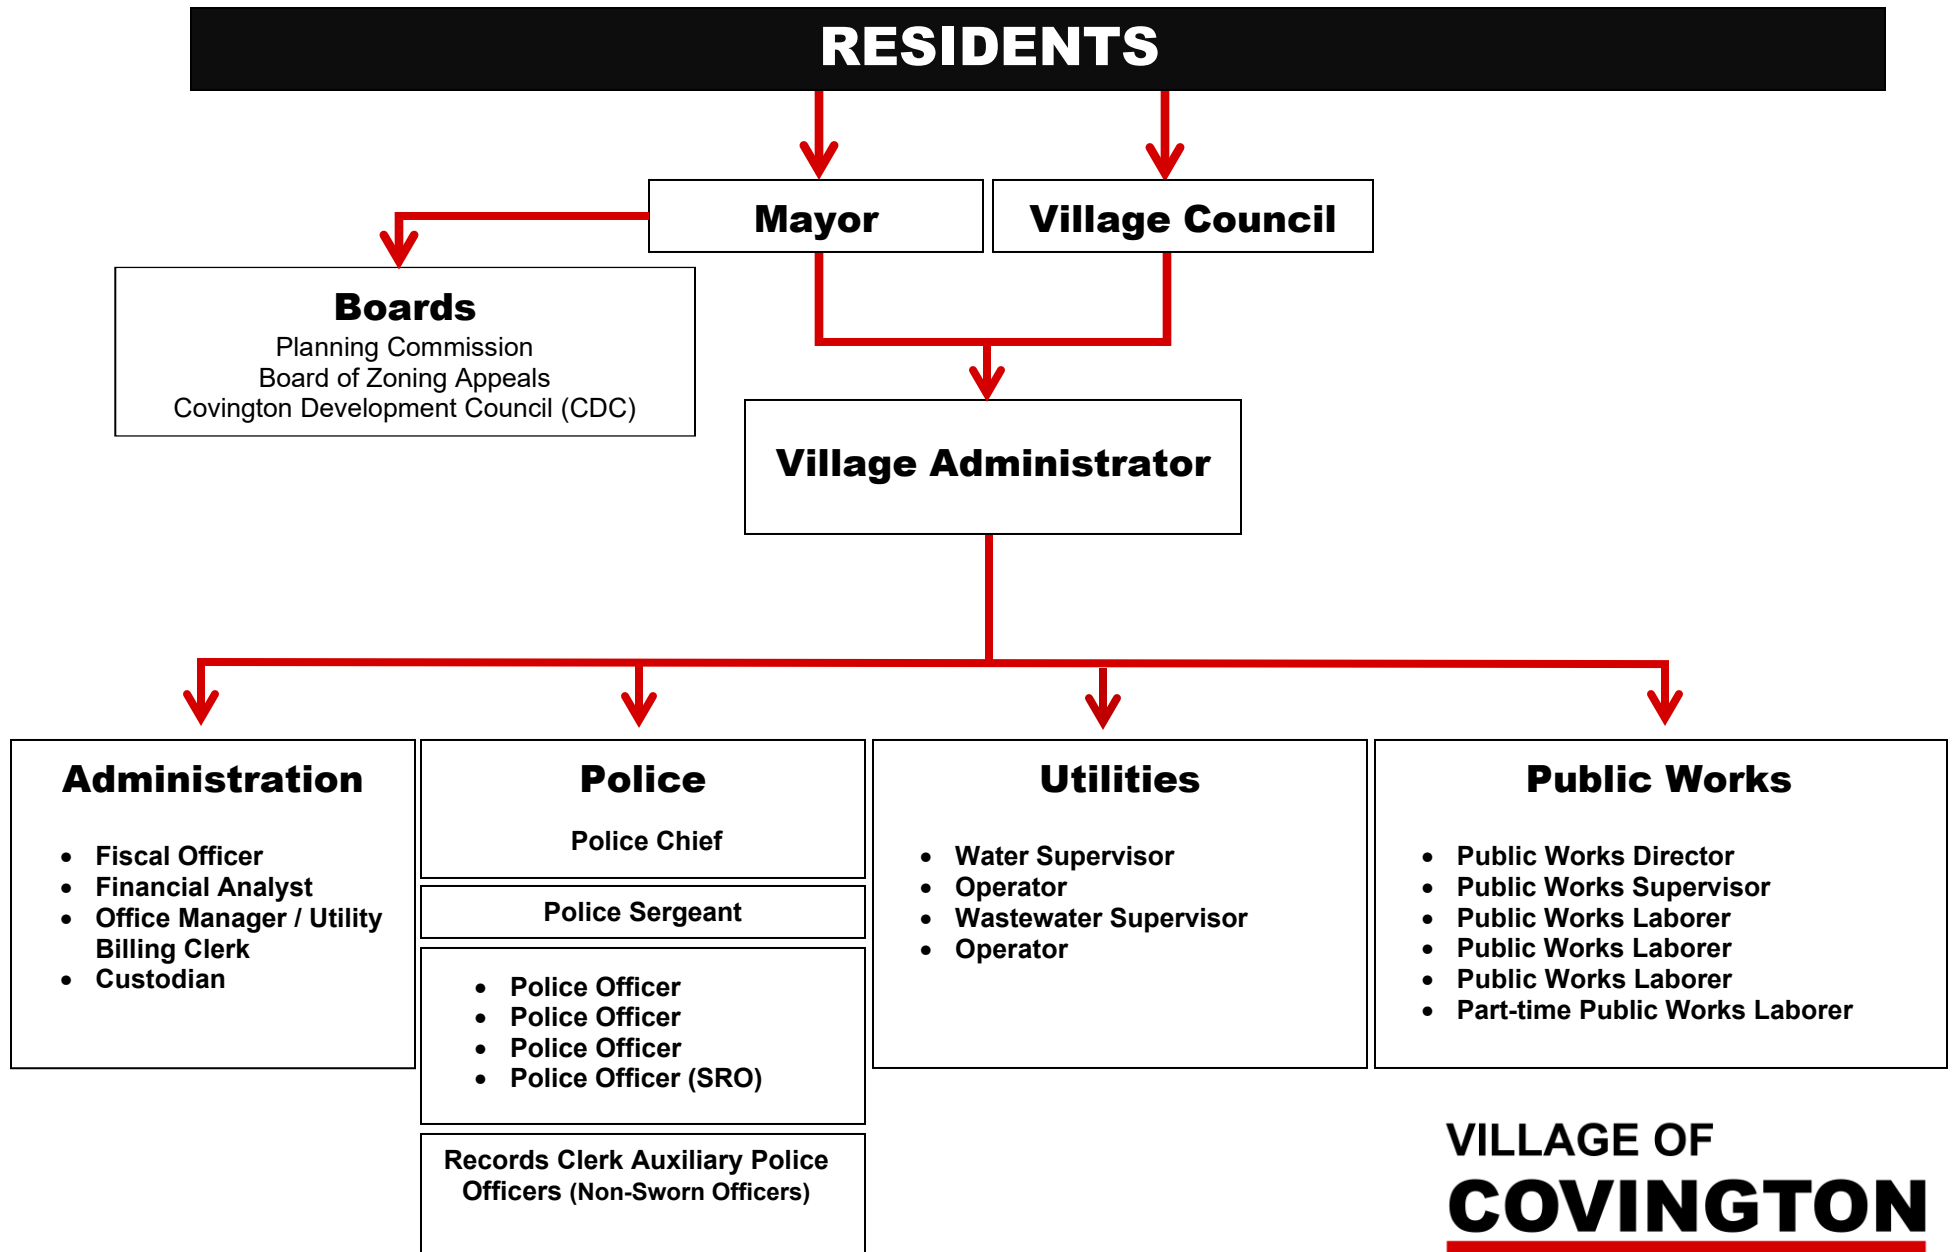 RESIDENTS
Mayor
Village Council
Boards
Planning Commission
Board of Zoning Appeals
Covington Development Council (CDC)
Village Administrator
Administration
• Fiscal Officer
• Financial Analyst
• Office Manager / Utility
Billing Clerk
• Custodian
Police
Police Chief
Police Sergeant
• Police Officer
• Police Officer
• Police Officer
• Police Officer (SRO)
Records Clerk Auxiliary Police
Officers (Non-Sworn Officers)
Utilities
• Water Supervisor
• Operator
• Wastewater Supervisor
• Operator
Public Works
• Public Works Director
• Public Works Supervisor
• Public Works Laborer
• Public Works Laborer
• Public Works Laborer
• Part-time Public Works Laborer
VILLAGE OF
COVINGTON